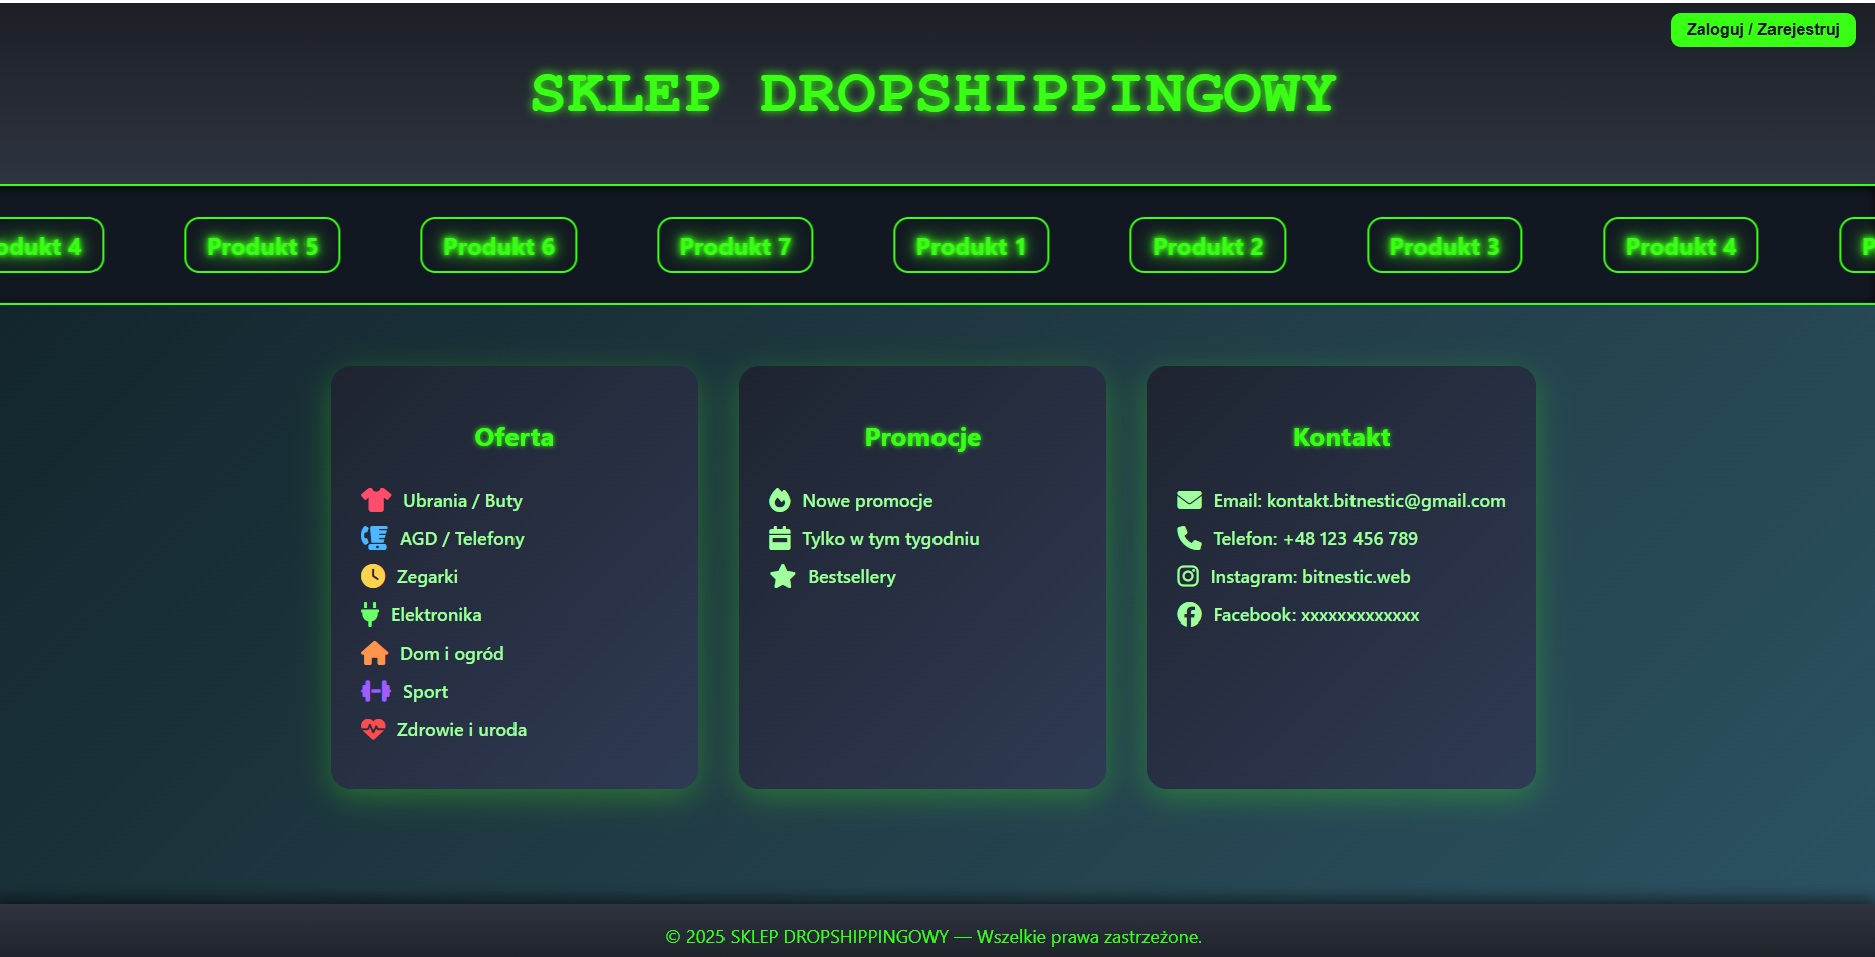 Zaloguj / Zarejestruj
SKLEP DROPSHIPPINGOWY
odukt 4 Produkt 5 Produkt 6 Produkt 7 Produkt 1 Produkt 2 Produkt 3 Produkt 4 P
Oferta
Ubrania / Buty
AGD / Telefony
Zegarki
Elektronika
Dom i ogród
Sport
Zdrowie i uroda
Promocje
Nowe promocje
Tylko w tym tygodniu
Bestsellery
Kontakt
Email: kontakt.bitnestic@gmail.com
Telefon: +48 123 456 789
Instagram: bitnestic.web
Facebook: xxxxxxxxxxxxx
© 2025 SKLEP DROPSHIPPINGOWY — Wszelkie prawa zastrzeżone.